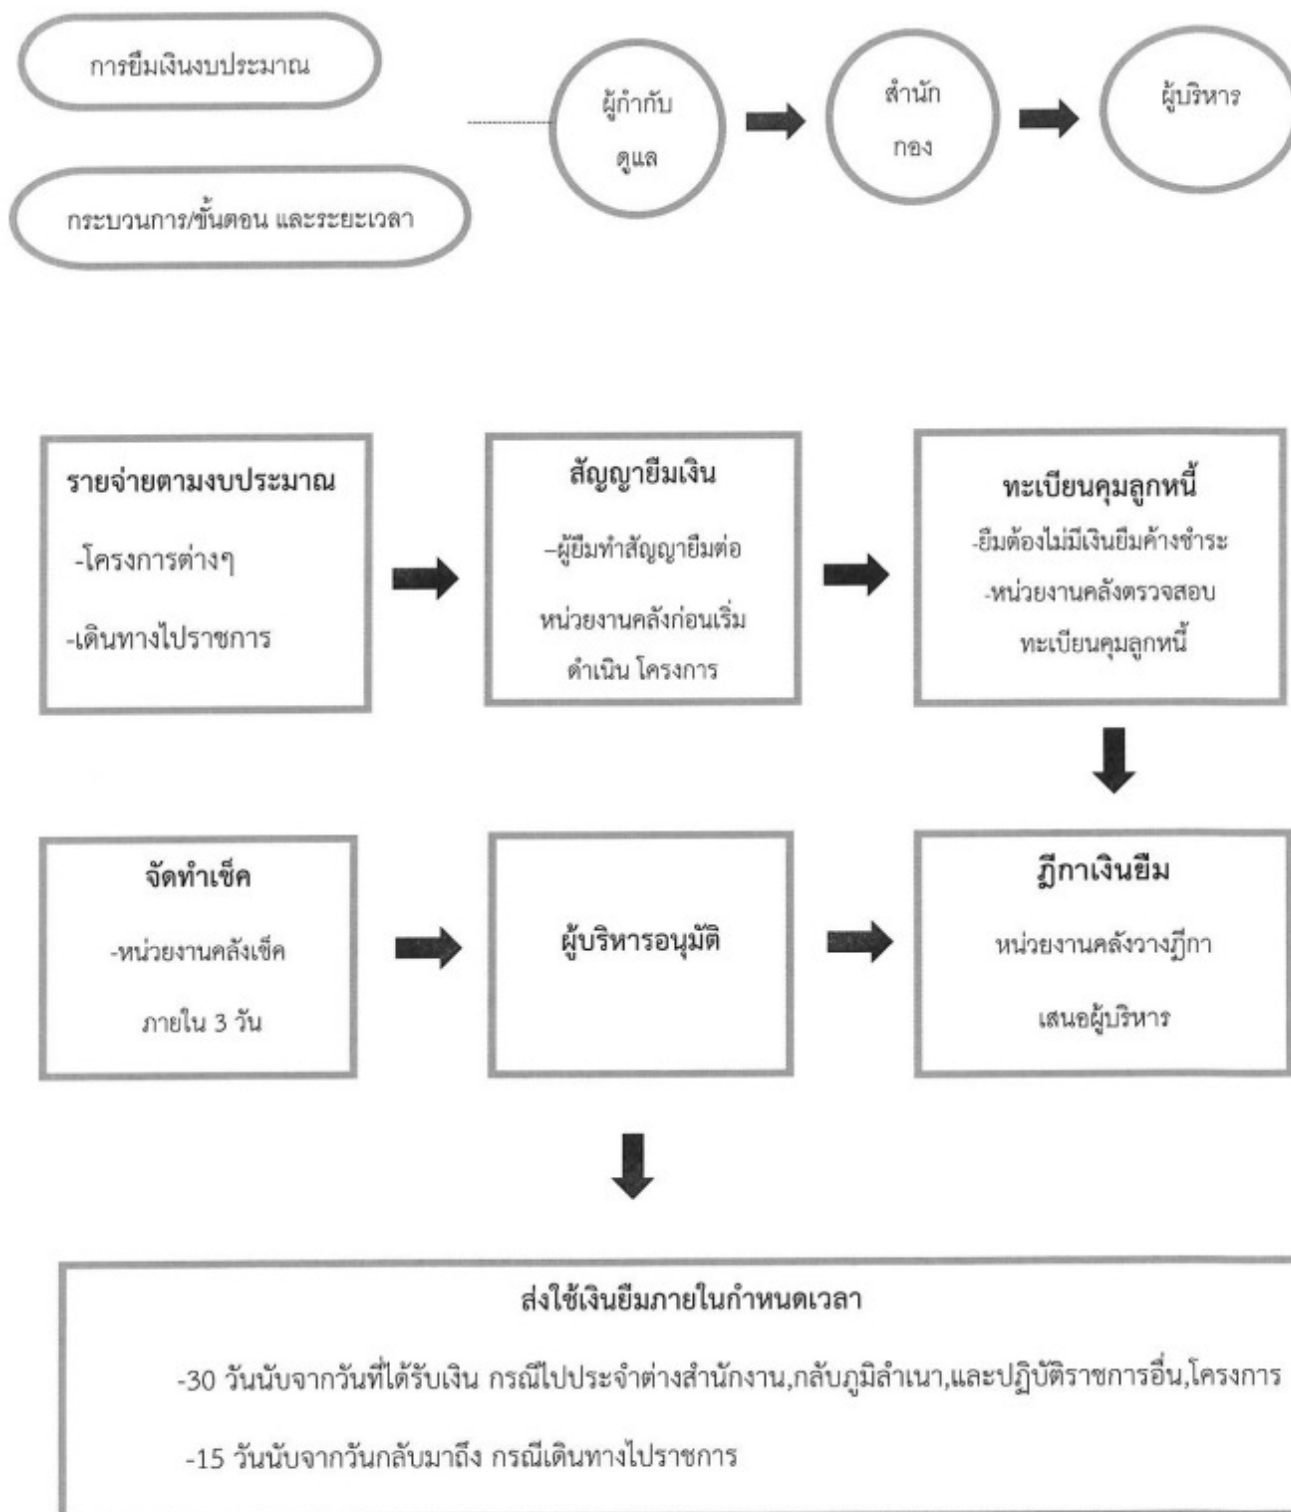 การยืมเงินงบประมาณ
กระบวนการ/ขั้นตอน และระยะเวลา
ผู้กำกับ
ดูแล
สำนัก
กอง
ผู้บริหาร
รายจ่ายตามงบประมาณ
-โครงการต่างๆ
-เดินทางไปราชการ
สัญญายืมเงิน
–ผู้ยืมทำสัญญายืมต่อ
หน่วยงานคลังก่อนเริ่ม
ดำเนิน โครงการ
ทะเบียนคุมลูกหนี้
-ยืมต้องไม่มีเงินยืมค้างชำระ
-หน่วยงานคลังตรวจสอบ
ทะเบียนคุมลูกหนี้
จัดทำเช็ค
-หน่วยงานคลังเช็ค
ภายใน 3 วัน
ผู้บริหารอนุมัติ
ฎีกาเงินยืม
หน่วยงานคลังวางฎีกา
เสนอผู้บริหาร
ส่งใช้เงินยืมภายในกำหนดเวลา
-30 วันนับจากวันที่ได้รับเงิน กรณีไปประจำต่างสำนักงาน,กลับภูมิลำเนา,และปฏิบัติราชการอื่น,โครงการ
-15 วันนับจากวันกลับมาถึง กรณีเดินทางไปราชการ